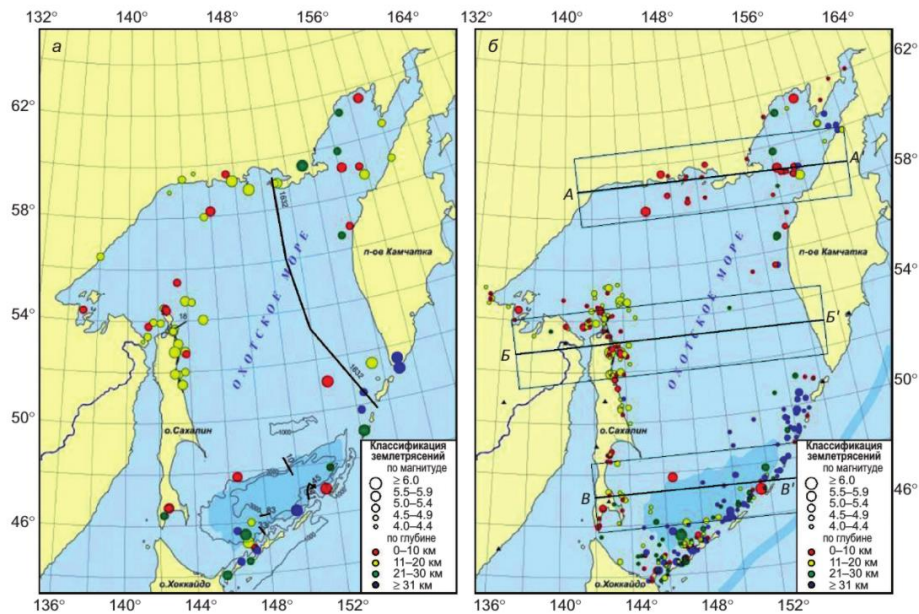 132° 140° 148° 156° 164°
а
62°
58°
54°
50°
46°
1632
ОХОТСКОЕ МОРЕ
п-ов Камчатка
18
1632
о.Сахалин
1000
о.Хоккайдо
Классификация
землетрясений
по магнитуде
≥ 6.0
5.5–5.9
5.0–5.4
4.5–4.9
4.0–4.4
по глубине
0–10 км
11–20 км
21–30 км
≥ 31 км
136° 140° 144° 148° 152°
132° 140° 148° 156° 164°
б
62°
58°
54°
50°
46°
А
А'
ОХОТСКОЕ МОРЕ
п-ов Камчатка
Б
Б'
о.Сахалин
В
В'
о.Хоккайдо
Классификация
землетрясений
по магнитуде
≥ 6.0
5.5–5.9
5.0–5.4
4.5–4.9
4.0–4.4
по глубине
0–10 км
11–20 км
21–30 км
≥ 31 км
136° 140° 144° 148° 152°